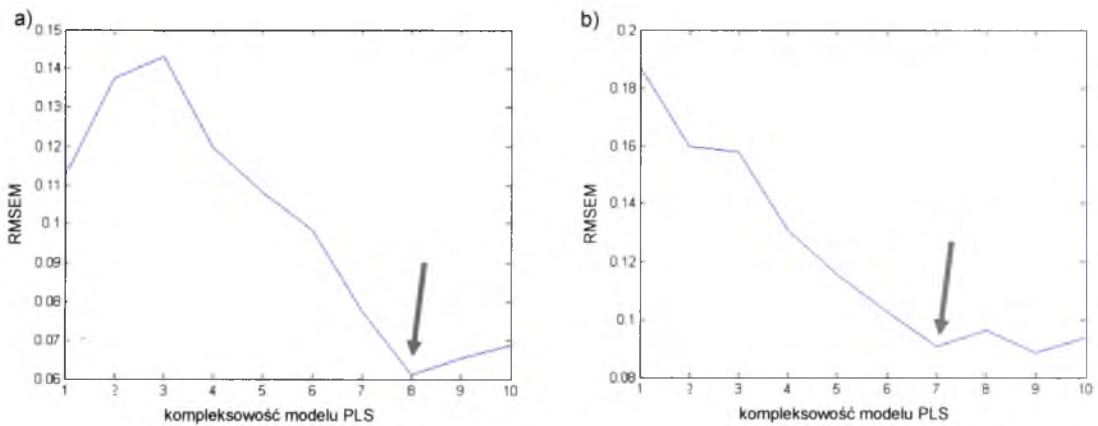 a)
0.15
0.14
0.13
0.12
0.11
0.1
0.09
0.08
0.07
0.06
RMSEM
1 2 3 4 5 6 7 8 9 10
kompleksowość modelu PLS
b)
0.2
0.18
0.16
0.14
0.12
0.1
0.08
RMSEM
1 2 3 4 5 6 7 8 9 10
kompleksowość modelu PLS